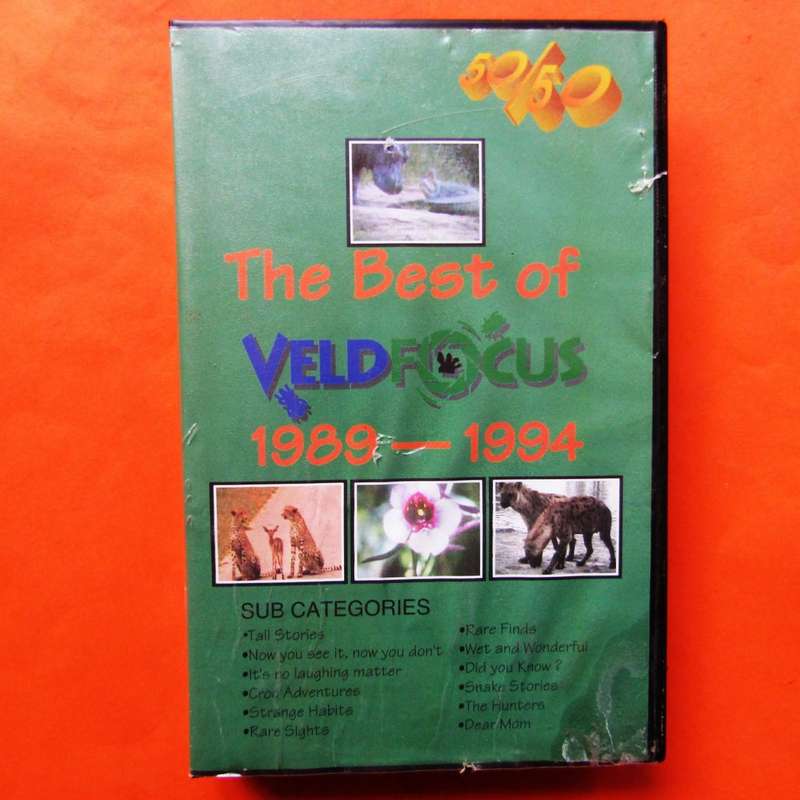 50/50
The Best of
VELDFOCUS
1989 — 1994
SUB CATEGORIES
•Tall Stories
•Now you see it, now you don't
•It's no laughing matter
•Croc Adventures
•Strange Habits
•Rare Sights
•Rare Finds
•Wet and Wonderful
•Did you Know ?
•Snake Stories
•The Hunters
•Dear Mom